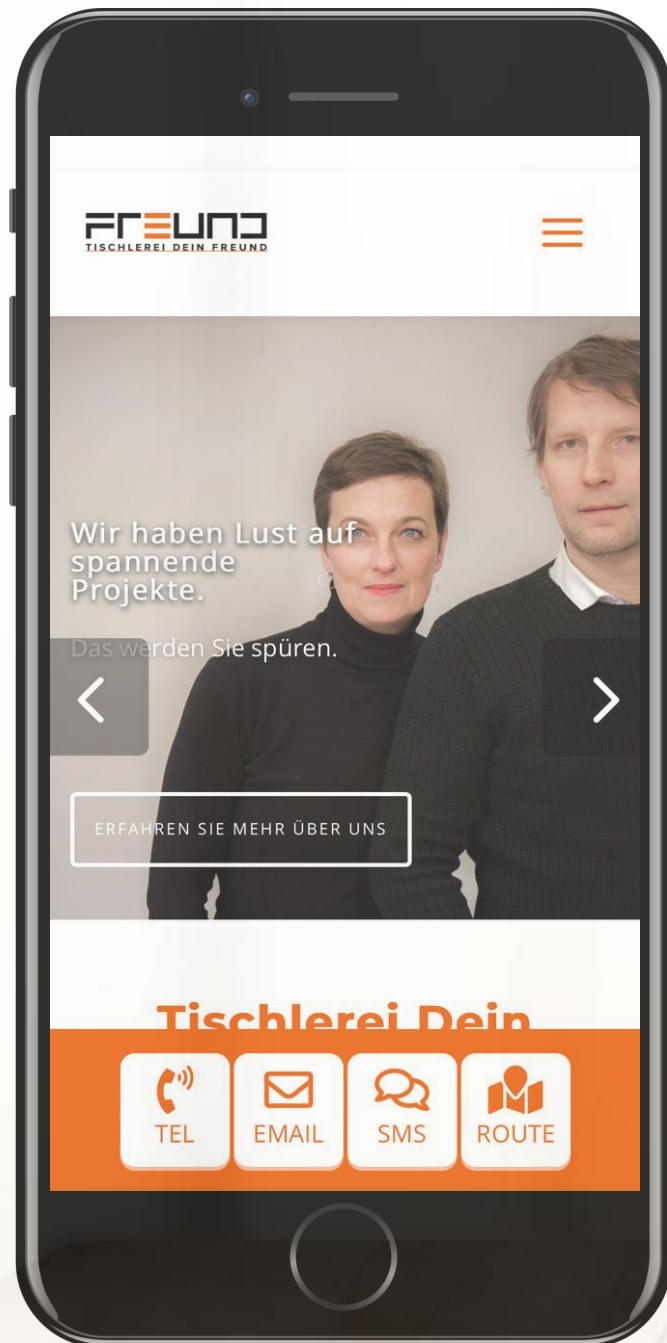 FREUND
TISCHLEREI DEIN FREUND
Wir haben Lust auf
spannende
Projekte.
Das werden Sie spüren.
ERFAHREN SIE MEHR ÜBER UNS
Tischlerei Dein
TEL
EMAIL
SMS
ROUTE